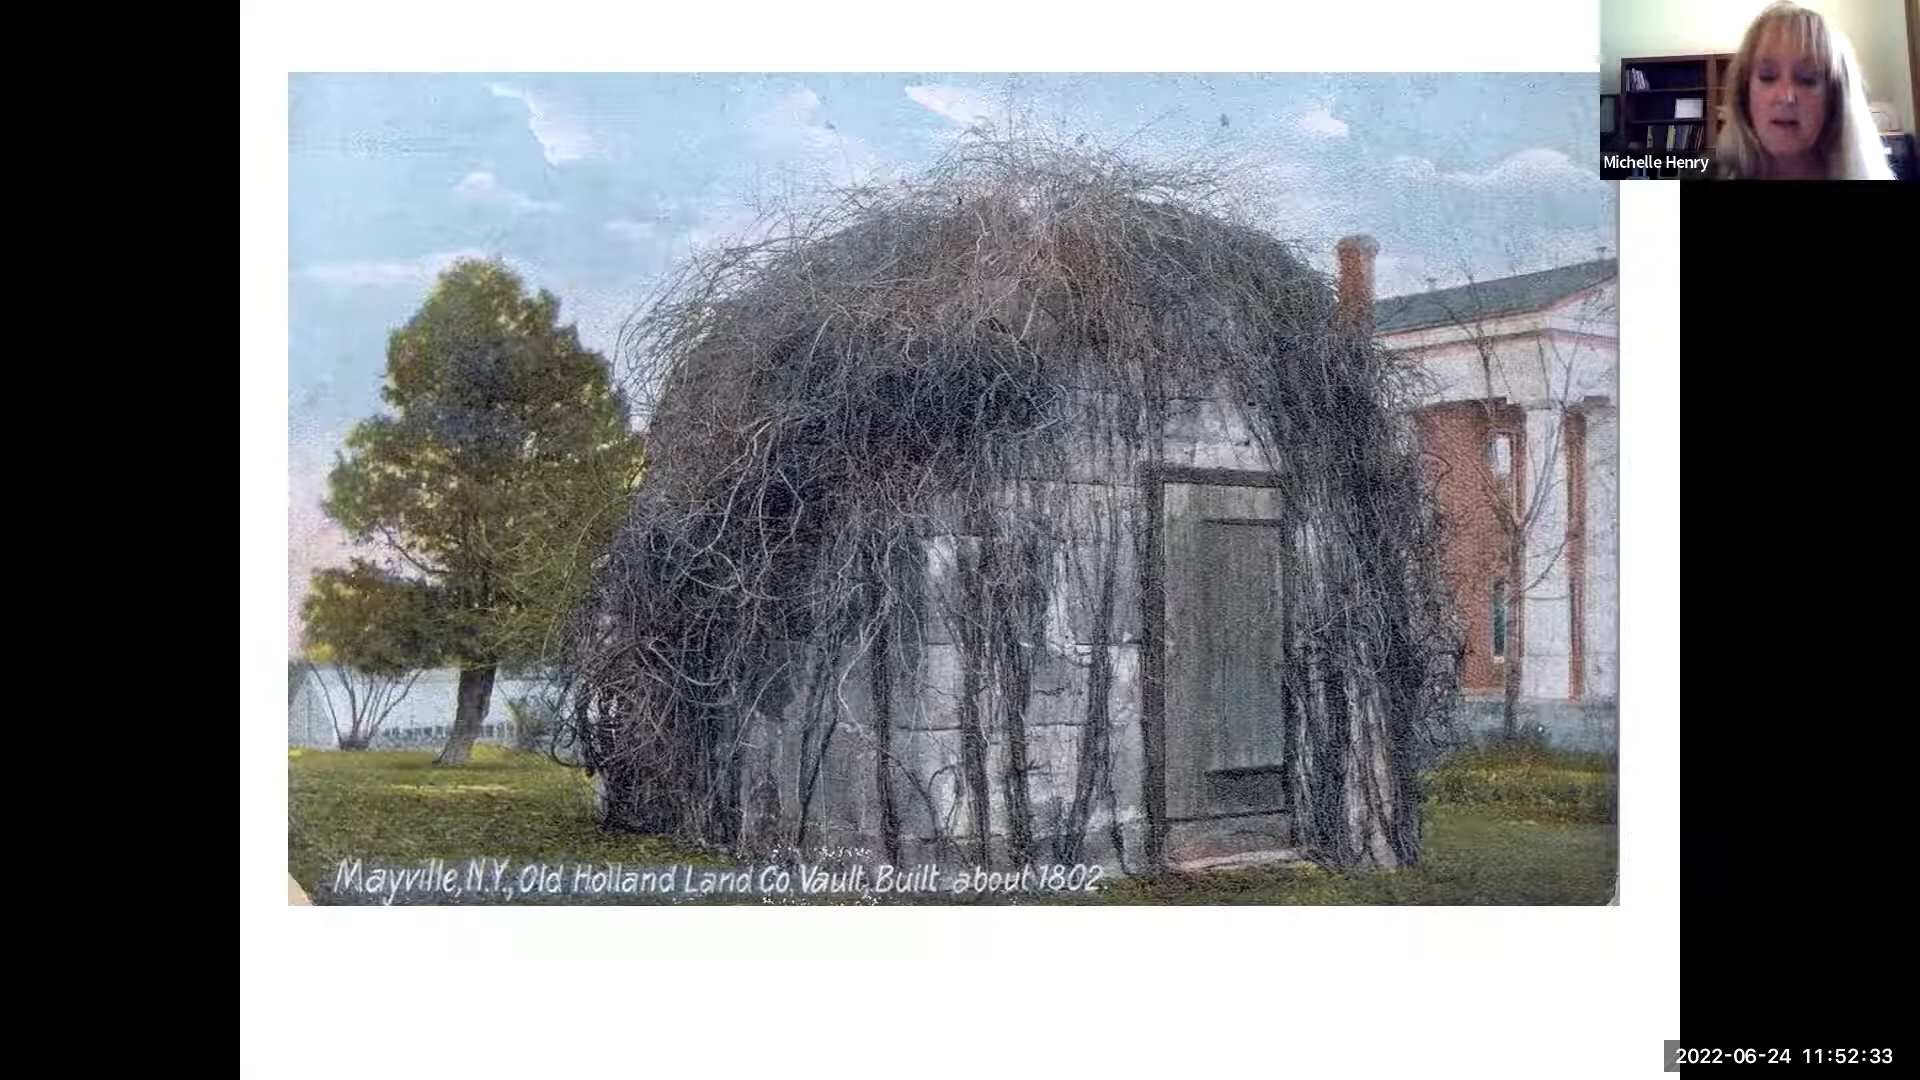 Michelle Henry
Mayville, N.Y., Old Holland Land Co. Vault, Built about 1802.
2022-06-24 11:52:33